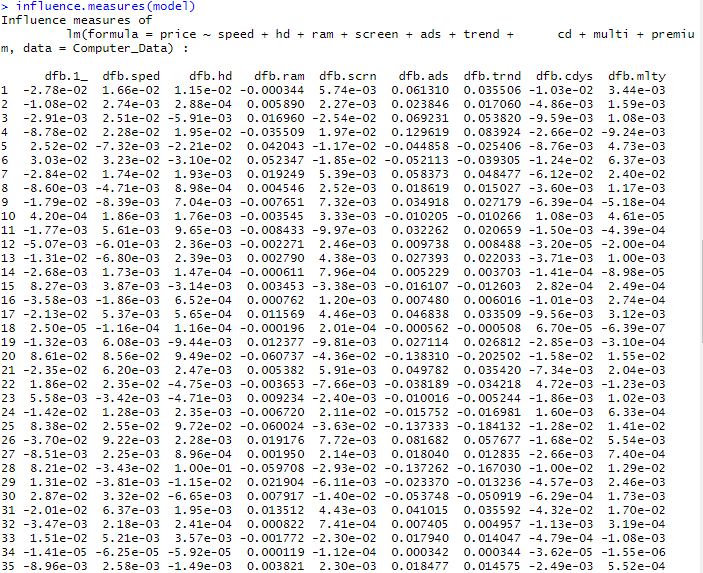 > influence.measures(model)
Influence measures of
lm(formula = price ~ speed + hd + ram + screen + ads + trend + cd + multi + premiu
m, data = Computer_Data) :
dfb.1_ dfb.sped dfb.hd dfb.ram dfb.scrn dfb.ads dfb.trnd dfb.cdys dfb.mlty
1 -2.78e-02 1.66e-02 1.15e-02 -0.000344 5.74e-03 0.061310 0.035506 -1.03e-02 3.44e-03
2 -1.08e-02 2.74e-03 2.88e-04 0.005890 2.27e-03 0.023846 0.017060 -4.86e-03 1.59e-03
3 -2.91e-03 2.51e-02 -5.91e-03 0.016960 -2.54e-02 0.069231 0.053820 -9.59e-03 1.08e-03
4 -8.78e-02 2.28e-02 1.95e-02 -0.035509 1.97e-02 0.129619 0.083924 -2.66e-02 -9.24e-03
5 2.52e-02 -7.32e-03 -2.21e-02 0.042043 -1.17e-02 -0.044858 -0.025406 -8.76e-03 4.73e-03
6 3.03e-02 3.23e-02 -3.10e-02 0.052347 -1.85e-02 -0.052113 -0.039305 -1.24e-02 6.37e-03
7 -2.84e-02 1.74e-02 1.93e-03 0.019249 5.39e-03 0.058373 0.048477 -6.12e-02 2.40e-02
8 -8.60e-03 -4.71e-03 8.98e-04 0.004546 2.52e-03 0.018619 0.015027 -3.60e-03 1.17e-03
9 -1.79e-02 -8.39e-03 7.04e-03 -0.007651 7.32e-03 0.034918 0.027179 -6.39e-04 -5.18e-04
10 4.20e-04 1.86e-03 1.76e-03 -0.003545 3.33e-03 -0.010205 -0.010266 1.08e-03 4.61e-05
11 -1.77e-03 5.61e-03 9.65e-03 -0.008433 -9.97e-03 0.032262 0.020659 -1.50e-03 -4.39e-04
12 -5.07e-03 -6.01e-03 2.36e-03 -0.002271 2.46e-03 0.009738 0.008488 -3.20e-05 -2.00e-04
13 -1.31e-02 -6.80e-03 2.39e-03 0.002790 4.38e-03 0.027393 0.022033 -3.71e-03 1.00e-03
14 -2.68e-03 1.73e-03 1.47e-04 -0.000611 7.96e-04 0.005229 0.003703 -1.41e-04 -8.98e-05
15 8.27e-03 3.87e-03 -3.14e-03 0.003453 -3.38e-03 -0.016107 -0.012603 2.82e-04 2.49e-04
16 -3.58e-03 -1.86e-03 6.52e-04 0.000762 1.20e-03 0.007480 0.006016 -1.01e-03 2.74e-04
17 -2.13e-02 5.37e-03 5.65e-04 0.011569 4.46e-03 0.046838 0.033509 -9.56e-03 3.12e-03
18 2.50e-05 -1.16e-04 1.16e-04 -0.000196 2.01e-04 -0.000562 -0.000508 6.70e-05 -6.39e-07
19 -1.32e-03 6.08e-03 -9.44e-03 0.012377 -9.81e-03 0.027114 0.026812 -2.85e-03 -3.10e-04
20 8.61e-02 8.56e-02 9.49e-02 -0.060737 -4.36e-02 -0.138310 -0.202502 -1.58e-02 1.55e-02
21 -2.35e-02 6.20e-03 2.47e-03 0.005382 5.91e-03 0.049782 0.035420 -7.34e-03 2.04e-03
22 1.86e-02 2.35e-02 -4.75e-03 -0.003653 -7.66e-03 -0.038189 -0.034218 4.72e-03 -1.23e-03
23 5.58e-03 -3.42e-03 -4.71e-03 0.009234 -2.40e-03 -0.010016 -0.005244 -1.86e-03 1.02e-03
24 -1.42e-02 1.28e-02 2.35e-03 -0.006720 2.11e-02 -0.015752 -0.016981 1.60e-03 6.33e-04
25 8.38e-02 2.55e-02 9.72e-02 -0.060024 -3.63e-02 -0.137333 -0.184132 -1.28e-02 1.41e-02
26 -3.70e-02 9.22e-03 2.28e-03 0.019176 7.72e-03 0.081682 0.057677 -1.68e-02 5.54e-03
27 -8.51e-03 2.25e-03 8.96e-04 0.001950 2.14e-03 0.018040 0.012835 -2.66e-03 7.40e-04
28 8.21e-02 -3.43e-02 1.00e-01 -0.059708 -2.93e-02 -0.137262 -0.167030 -1.00e-02 1.29e-02
29 1.31e-02 -3.81e-03 -1.15e-02 0.021904 -6.11e-03 -0.023370 -0.013236 -4.57e-03 2.46e-03
30 2.87e-02 3.32e-02 -6.65e-03 0.007917 -1.40e-02 -0.053748 -0.050919 -6.29e-04 1.73e-03
31 -2.01e-02 6.37e-03 1.95e-03 0.013512 4.43e-03 0.041015 0.035592 -4.32e-02 1.70e-02
32 -3.47e-03 2.18e-03 2.41e-04 0.000822 7.41e-04 0.007405 0.004957 -1.13e-03 3.19e-04
33 1.51e-02 5.21e-03 3.57e-03 -0.001772 -2.30e-02 0.017940 0.014047 -4.79e-04 -1.08e-03
34 -1.41e-05 -6.25e-05 -5.92e-05 0.000119 -1.12e-04 0.000342 0.000344 -3.62e-05 -1.55e-06
35 -8.96e-03 2.58e-03 -1.49e-03 0.003821 2.30e-03 0.018477 0.014575 -2.49e-03 5.52e-04